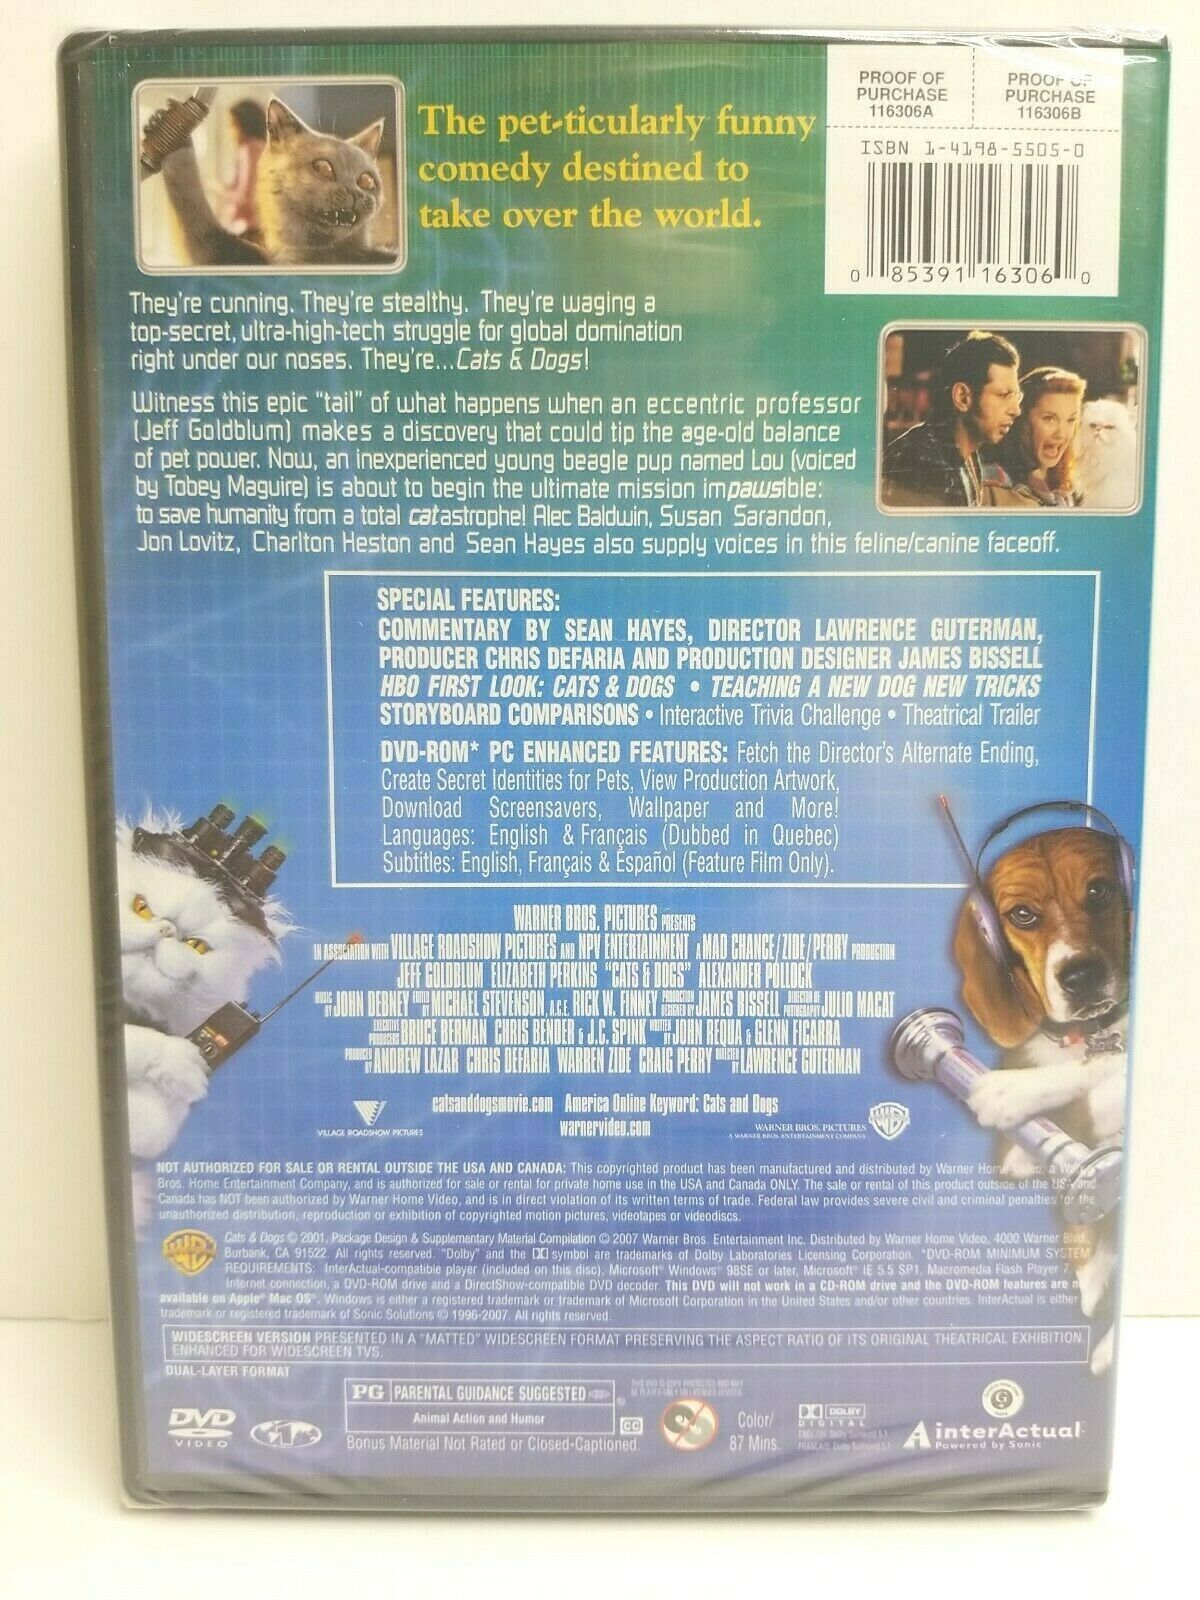 The pet-ticularly funny
comedy destined to
take over the world.
PROOF OF
PURCHASE
116306A
PROOF OF
PURCHASE
116306B
ISBN 1-4198-5505-0
0 85391 16306 0
They're cunning. They're stealthy. They're waging a
top-secret, ultra-high-tech struggle for global domination
right under our noses. They're...Cats & Dogs!
Witness this epic "tail" of what happens when an eccentric professor
(Jeff Goldblum) makes a discovery that could tip the age-old balance
of pet power. Now, an inexperienced young beagle pup named Lou (voiced
by Tobey Maguire) is about to begin the ultimate mission impawsible:
to save humanity from a total catastrophe! Alec Baldwin, Susan Sarandon,
Jon Lovitz, Charlton Heston and Sean Hayes also supply voices in this feline/canine faceoff.
SPECIAL FEATURES:
COMMENTARY BY SEAN HAYES, DIRECTOR LAWRENCE GUTERMAN,
PRODUCER CHRIS DEFARIA AND PRODUCTION DESIGNER JAMES BISSELL
HBO FIRST LOOK: CATS & DOGS • TEACHING A NEW DOG NEW TRICKS
STORYBOARD COMPARISONS • Interactive Trivia Challenge • Theatrical Trailer
DVD-ROM* PC ENHANCED FEATURES: Fetch the Director's Alternate Ending,
Create Secret Identities for Pets, View Production Artwork,
Download Screensavers, Wallpaper and More!
Languages: English & Français (Dubbed in Quebec)
Subtitles: English, Français & Español (Feature Film Only).
WARNER BROS. PICTURES PRESENTS
IN ASSOCIATION WITH VILLAGE ROADSHOW PICTURES AND NPV ENTERTAINMENT A MAD CHANCE/ZIDE/PERRY PRODUCTION
JEFF GOLDBLUM ELIZABETH PERKINS "CATS & DOGS" ALEXANDER POLLOCK
MUSIC BY JOHN DEBNEY EDITED BY MICHAEL STEVENSON, A.C.E. RICK W. FINNEY PRODUCTION DESIGNED BY JAMES BISSELL DIRECTOR OF PHOTOGRAPHY JULIO MACAT
EXECUTIVE PRODUCERS BRUCE BERMAN CHRIS BENDER & J.C. SPINK WRITTEN BY JOHN REQUA & GLENN FICARRA
PRODUCED BY ANDREW LAZAR CHRIS DEFARIA WARREN ZIDE CRAIG PERRY DIRECTED BY LAWRENCE GUTERMAN
catsanddogsmovie.com America Online Keyword: Cats and Dogs
warnervideo.com
VILLAGE ROADSHOW PICTURES
WARNER BROS. PICTURES
A WARNER BROS. ENTERTAINMENT COMPANY
NOT AUTHORIZED FOR SALE OR RENTAL OUTSIDE THE USA AND CANADA: This copyrighted product has been manufactured and distributed by Warner Home Video, a Warner
Bros. Home Entertainment Company, and is authorized for sale or rental for private home use in the USA and Canada ONLY. The sale or rental of this product outside of the USA and
Canada has NOT been authorized by Warner Home Video, and is in direct violation of its written terms of trade. Federal law provides severe civil and criminal penalties for the
unauthorized distribution, reproduction or exhibition of copyrighted motion pictures, videotapes or videodiscs.
Cats & Dogs © 2001, Package Design & Supplementary Material Compilation © 2007 Warner Bros. Entertainment Inc. Distributed by Warner Home Video, 4000 Warner Blvd.,
Burbank, CA 91522. All rights reserved. "Dolby" and the DD symbol are trademarks of Dolby Laboratories Licensing Corporation. *DVD-ROM MINIMUM SYSTEM
REQUIREMENTS: InterActual-compatible player (included on this disc), Microsoft® Windows® 98SE or later, Microsoft® IE 5.5 SP1, Macromedia Flash Player 7, an
Internet connection, a DVD-ROM drive and a DirectShow-compatible DVD decoder. This DVD will not work in a CD-ROM drive and the DVD-ROM features are n
available on Apple® Mac OS®. Windows is either a registered trademark or trademark of Microsoft Corporation in the United States and/or other countries. InterActual is either
trademark or registered trademark of Sonic Solutions © 1996-2007. All rights reserved.
WIDESCREEN VERSION PRESENTED IN A "MATTED" WIDESCREEN FORMAT PRESERVING THE ASPECT RATIO OF ITS ORIGINAL THEATRICAL EXHIBITION.
ENHANCED FOR WIDESCREEN TVS.
DUAL-LAYER FORMAT
DVD
VIDEO
1
PG PARENTAL GUIDANCE SUGGESTED ®
Animal Action and Humor
Bonus Material Not Rated or Closed-Captioned.
CC
THIS DVD IS COPY PROTECTED AND MAY
BE PLAYED ONLY ON LICENSED DEVICES
Color/
87 Mins.
DOLBY
DIGITAL
ENGLISH: Dolby Surround 5.1
FRANÇAIS: Dolby Surround 5.1
G
interActual
Powered by Sonic